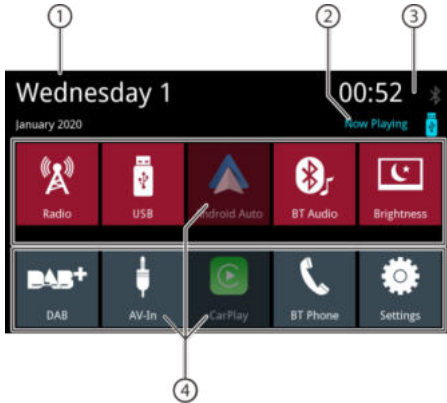 1
2
3
Wednesday 1
00:52
January 2020
Now Playing
Radio
USB
Android Auto
BT Audio
Brightness
DAB+
DAB
AV-In
CarPlay
BT Phone
Settings
4